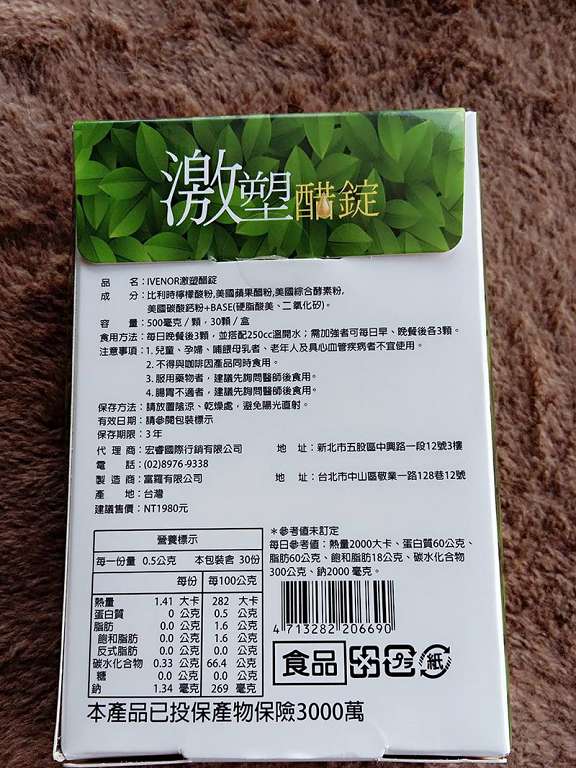 激塑醋錠
品 名：IVENOR激塑醋錠
成 分：比利時檸檬酸粉,美國蘋果醋粉,美國綜合酵素粉,
美國碳酸鈣粉+BASE(硬脂酸美、二氧化矽)。
容 量：500毫克/顆，30顆/盒
食用方法：每日晚餐後3顆，並搭配250cc溫開水；需加強者可每日早、晚餐後各3顆。
注意事項：1. 兒童、孕婦、哺餵母乳者、老年人及具心血管疾病者不宜使用。
2. 不得與咖啡因產品同時食用。
3. 服用藥物者，建議先詢問醫師後食用。
4. 腸胃不適者，建議先詢問醫師後食用。
保存方法：請放置陰涼、乾燥處，避免陽光直射。
有效日期：請參閱包裝標示
保存期限：3 年
代 理 商：宏睿國際行銷有限公司 地 址：新北市五股區中興路一段12號3樓
電 話：(02)8976-9338
製 造 商：富羅有限公司 地 址：台北市中山區敬業一路128巷12號
產 地：台灣
建議售價：NT1980元
營養標示
每一份量 0.5公克 本包裝含 30份
每份 每100公克
熱量 1.41 大卡 282 大卡
蛋白質 0 公克 0.5 公克
脂肪 0.0 公克 1.6 公克
飽和脂肪 0.0 公克 1.6 公克
反式脂肪 0.0 公克 0.0 公克
碳水化合物 0.33 公克 66.4 公克
糖 0.0 公克 0.0 公克
鈉 1.34 毫克 269 毫克
＊參考值未訂定
每日參考值：熱量2000大卡、蛋白質60公克、
脂肪60公克、飽和脂肪18公克、碳水化合物
300公克、鈉2000 毫克。
4 713282 206690
食品 紙
本產品已投保產物保險3000萬